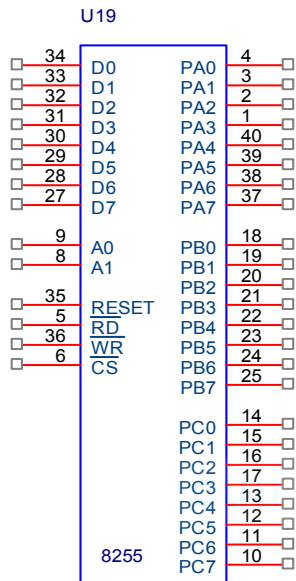 U19
34 D0 PA0 4
33 D1 PA1 3
32 D2 PA2 2
31 D3 PA3 1
30 D4 PA4 40
29 D5 PA5 39
28 D6 PA6 38
27 D7 PA7 37
9 A0 PB0 18
8 A1 PB1 19
PB2 20
35 RESET PB3 21
5 RD PB4 22
36 WR PB5 23
6 CS PB6 24
PB7 25
PC0 14
PC1 15
PC2 16
PC3 17
PC4 13
PC5 12
PC6 11
8255 PC7 10